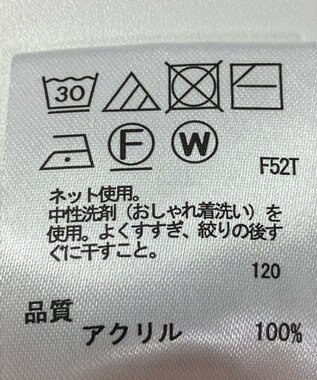 30
F W
F52T
ネット使用。
中性洗剤（おしゃれ着洗い）を
使用。よくすすぎ、絞りの後す
ぐに干すこと。
120
品質
アクリル 100%